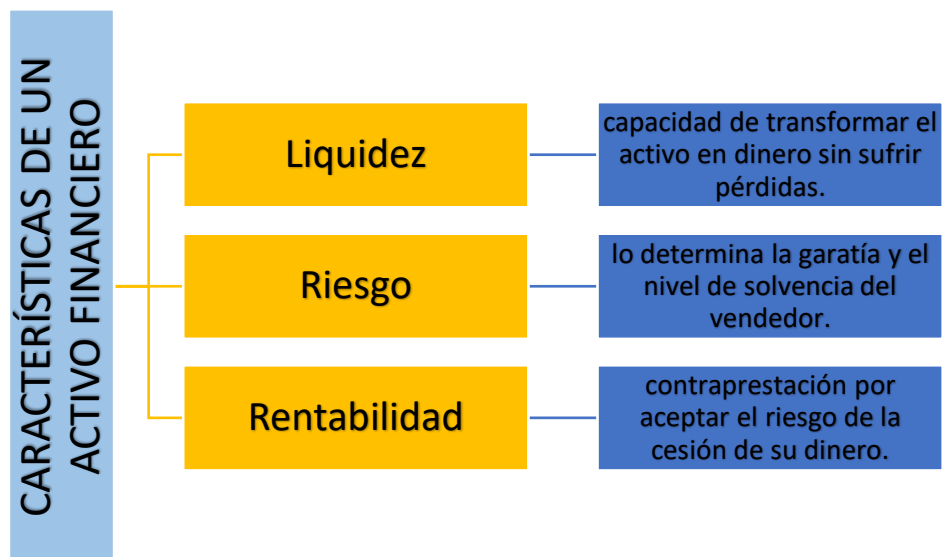 CARACTERÍSTICAS DE UN
ACTIVO FINANCIERO
Liquidez
capacidad de transformar el
activo en dinero sin sufrir
pérdidas.
Riesgo
lo determina la garatía y el
nivel de solvencia del
vendedor.
Rentabilidad
contraprestación por
aceptar el riesgo de la
cesión de su dinero.